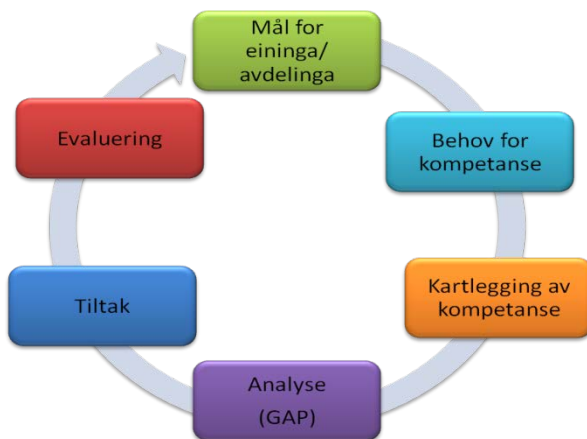 Mål for
eininga/
avdelinga
Behov for
kompetanse
Kartlegging av
kompetanse
Analyse
(GAP)
Tiltak
Evaluering